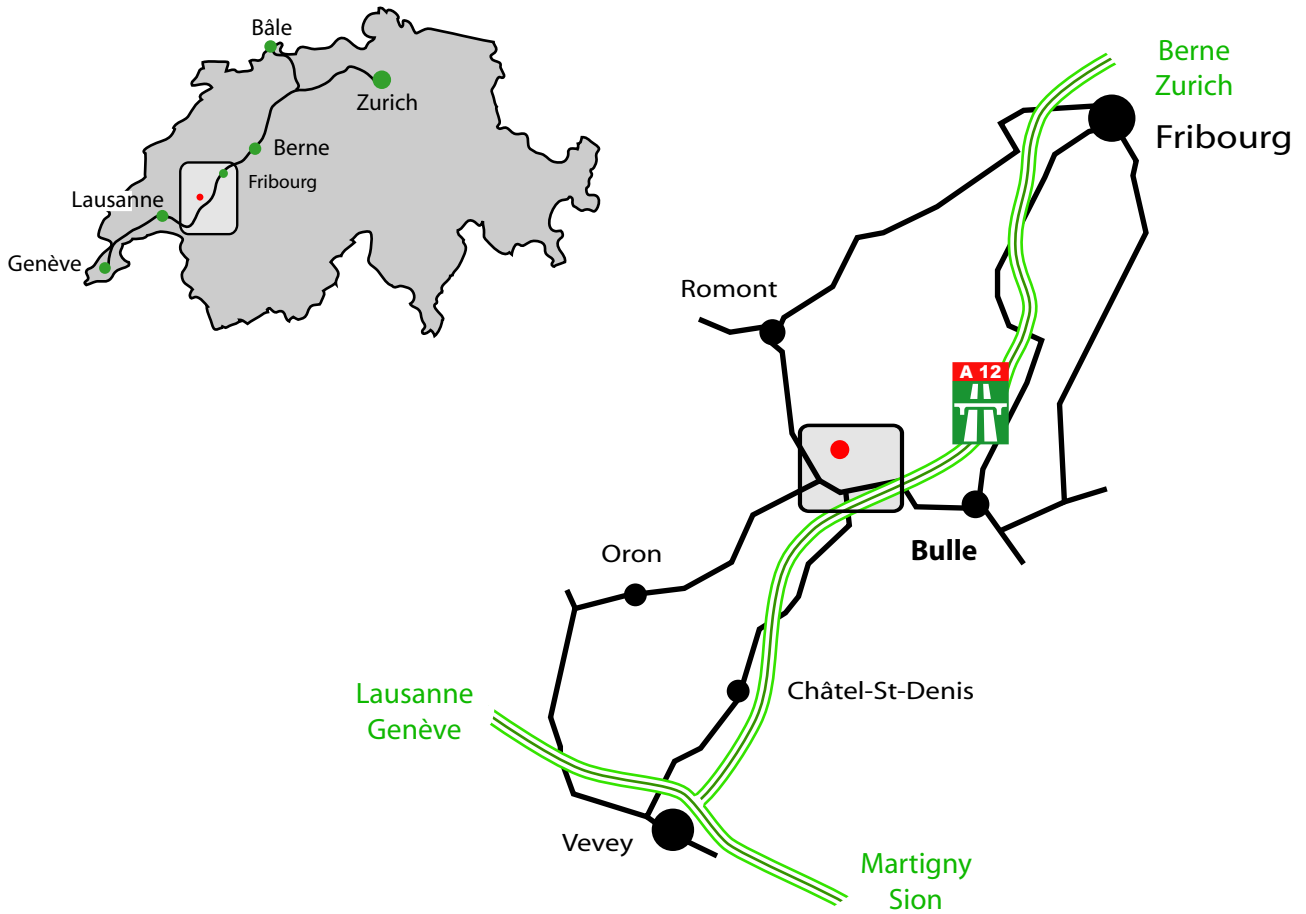 Bâle
Zurich
Berne
Fribourg
Lausanne
Genève
Berne
Zurich
Fribourg
Romont
A 12
Bulle
Oron
Châtel-St-Denis
Lausanne
Genève
Vevey
Martigny
Sion